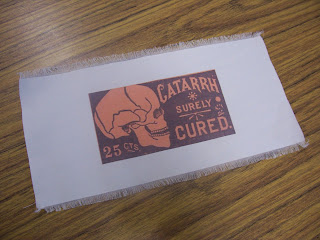 CATARRH
SURELY
CURED.
25 CTS.